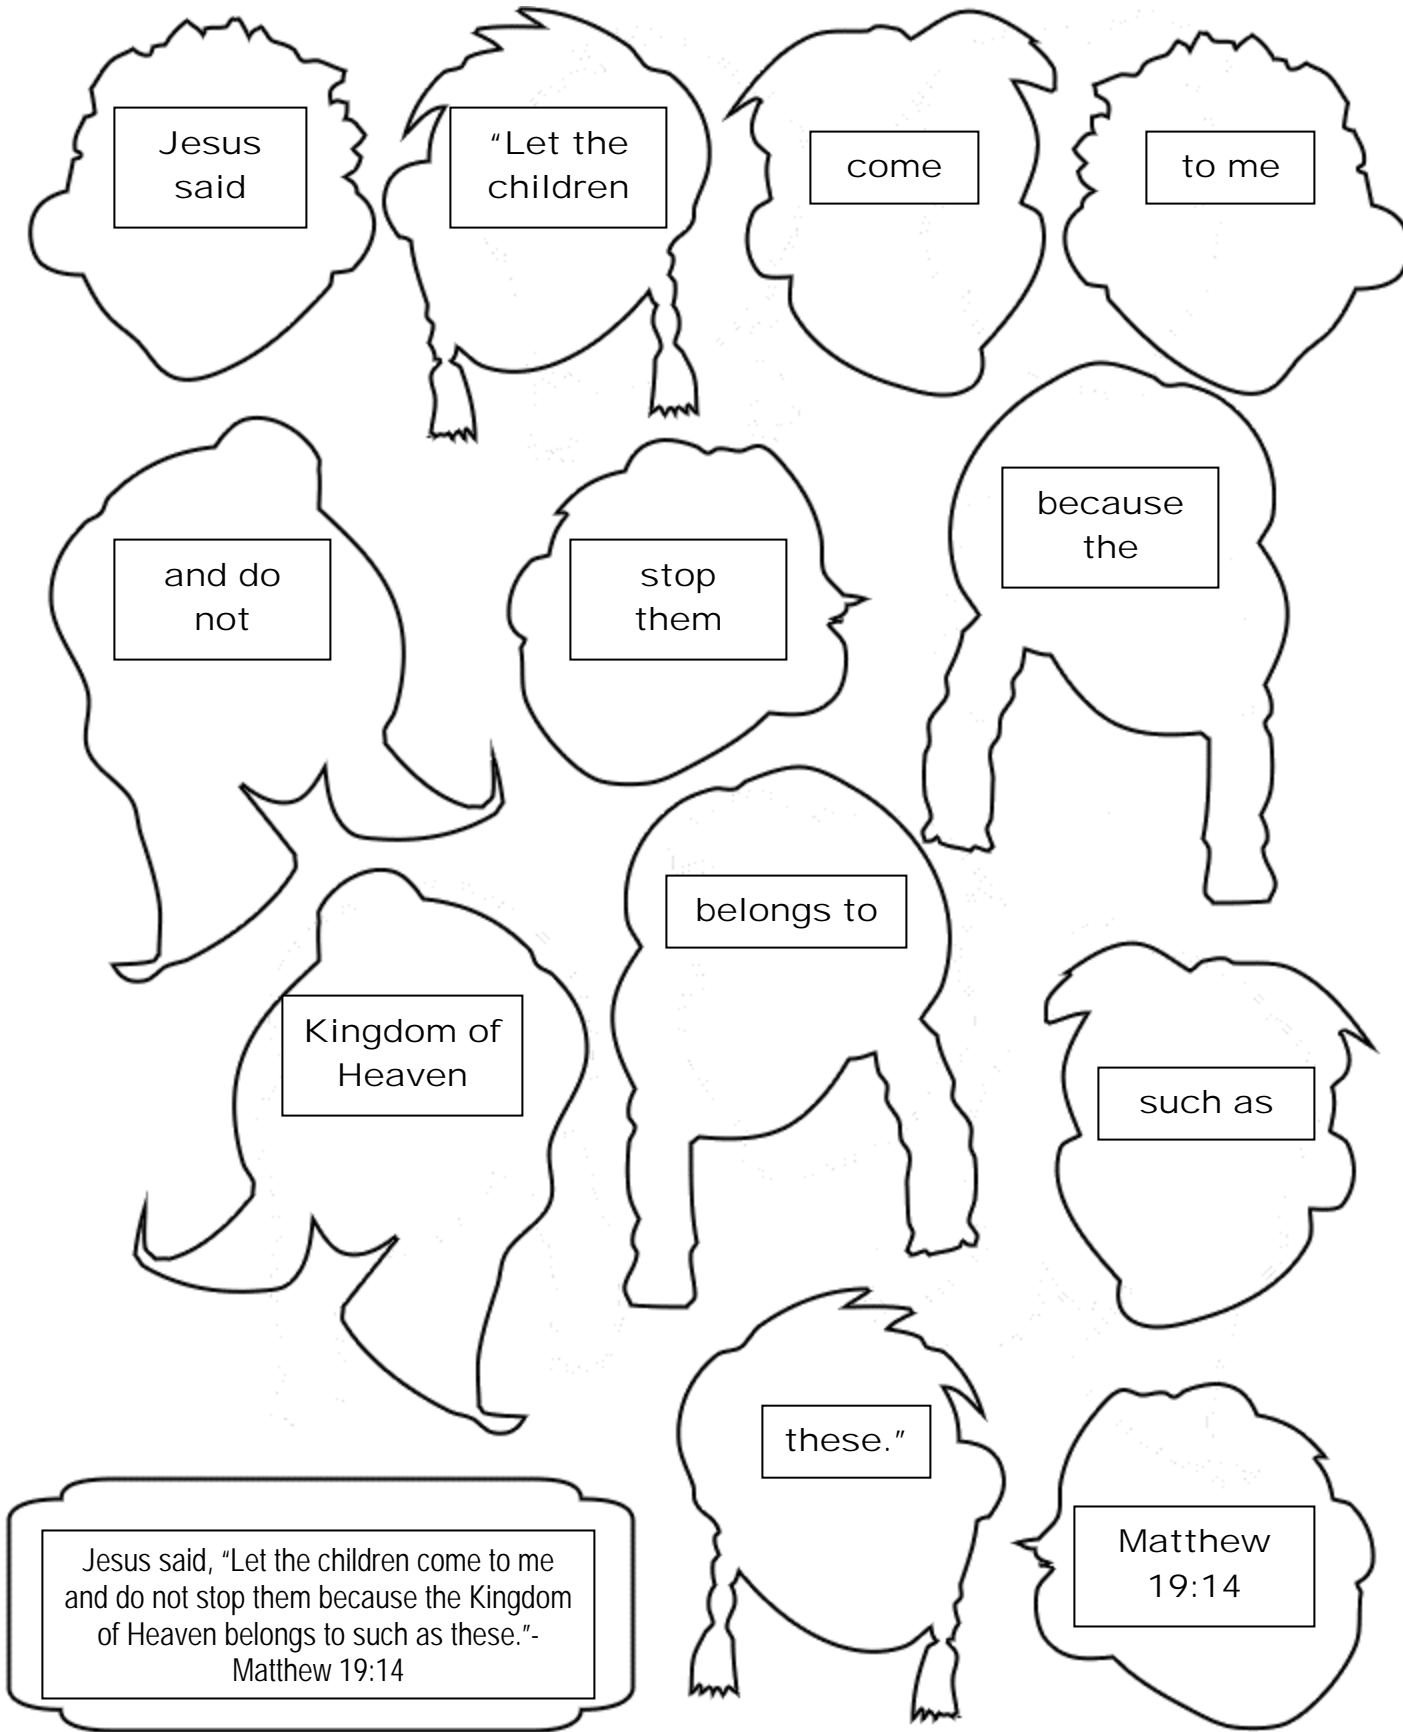 Jesus
said
“Let the
children
come
to me
and do
not
stop
them
because
the
Kingdom of
Heaven
belongs to
such as
these.”
Matthew
19:14
Jesus said, “Let the children come to me
and do not stop them because the Kingdom
of Heaven belongs to such as these.”-
Matthew 19:14